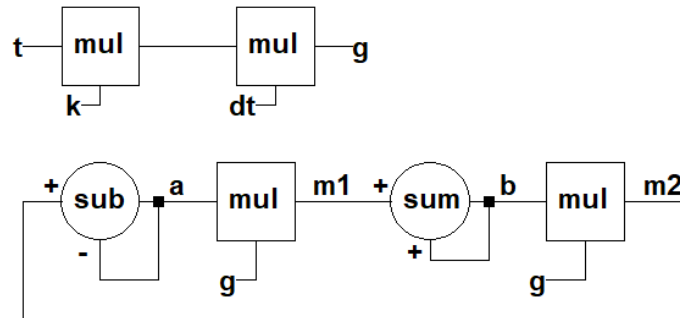 t mul mul g
k dt
+ sub a mul m1 + sum b mul m2
- g + g